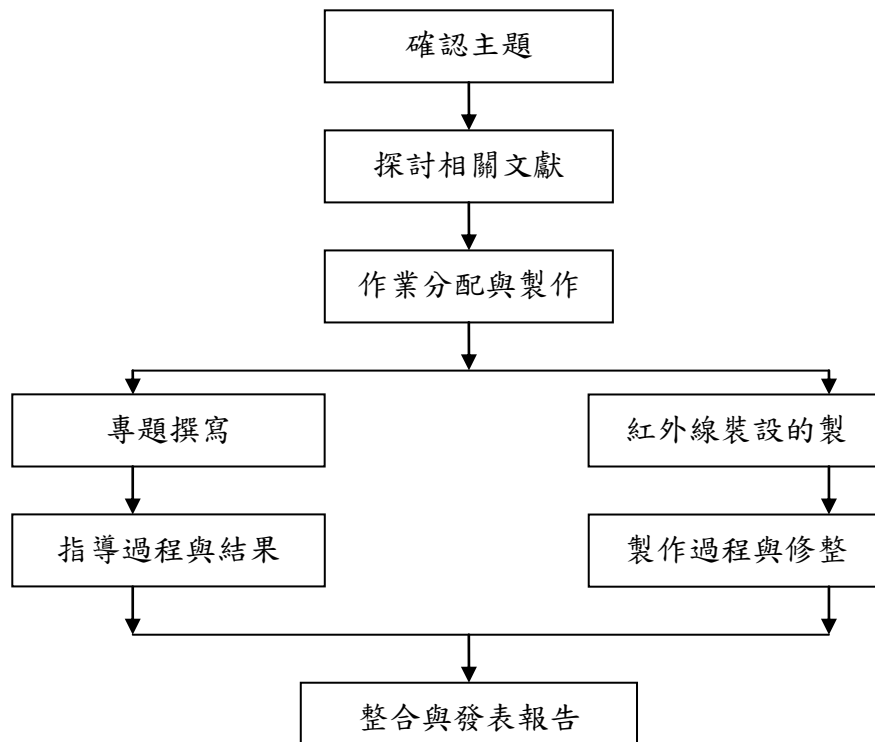 確認主題
探討相關文獻
作業分配與製作
專題撰寫
紅外線裝設的製
指導過程與結果
製作過程與修整
整合與發表報告